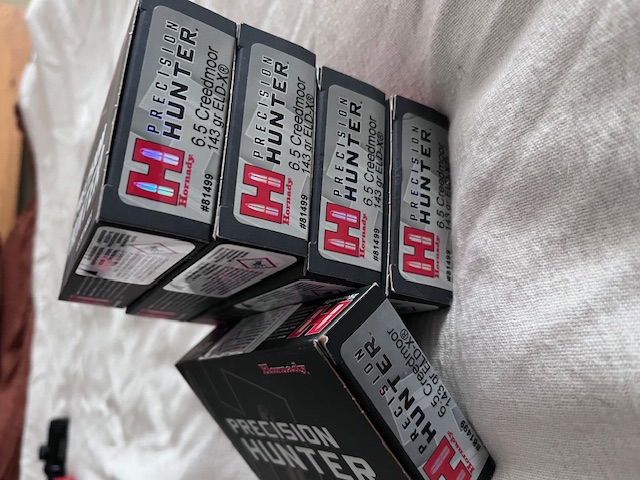 PRECISION
HUNTER
6.5 Creedmoor
143 gr ELD-X®
Hornady
#81499
PRECISION
HUNTER
6.5 Creedmoor
143 gr ELD-X®
Hornady
#81499
PRECISION
HUNTER
6.5 Creedmoor
143 gr ELD-X®
Hornady
#81499
PRECISION
HUNTER
6.5 Creedmoor
143 gr ELD-X®
Hornady
#81499
PRECISION
HUNTER
6.5 Creedmoor
143 gr ELD-X®
Hornady
#81499
Hornady
PRECISION
HUNTER